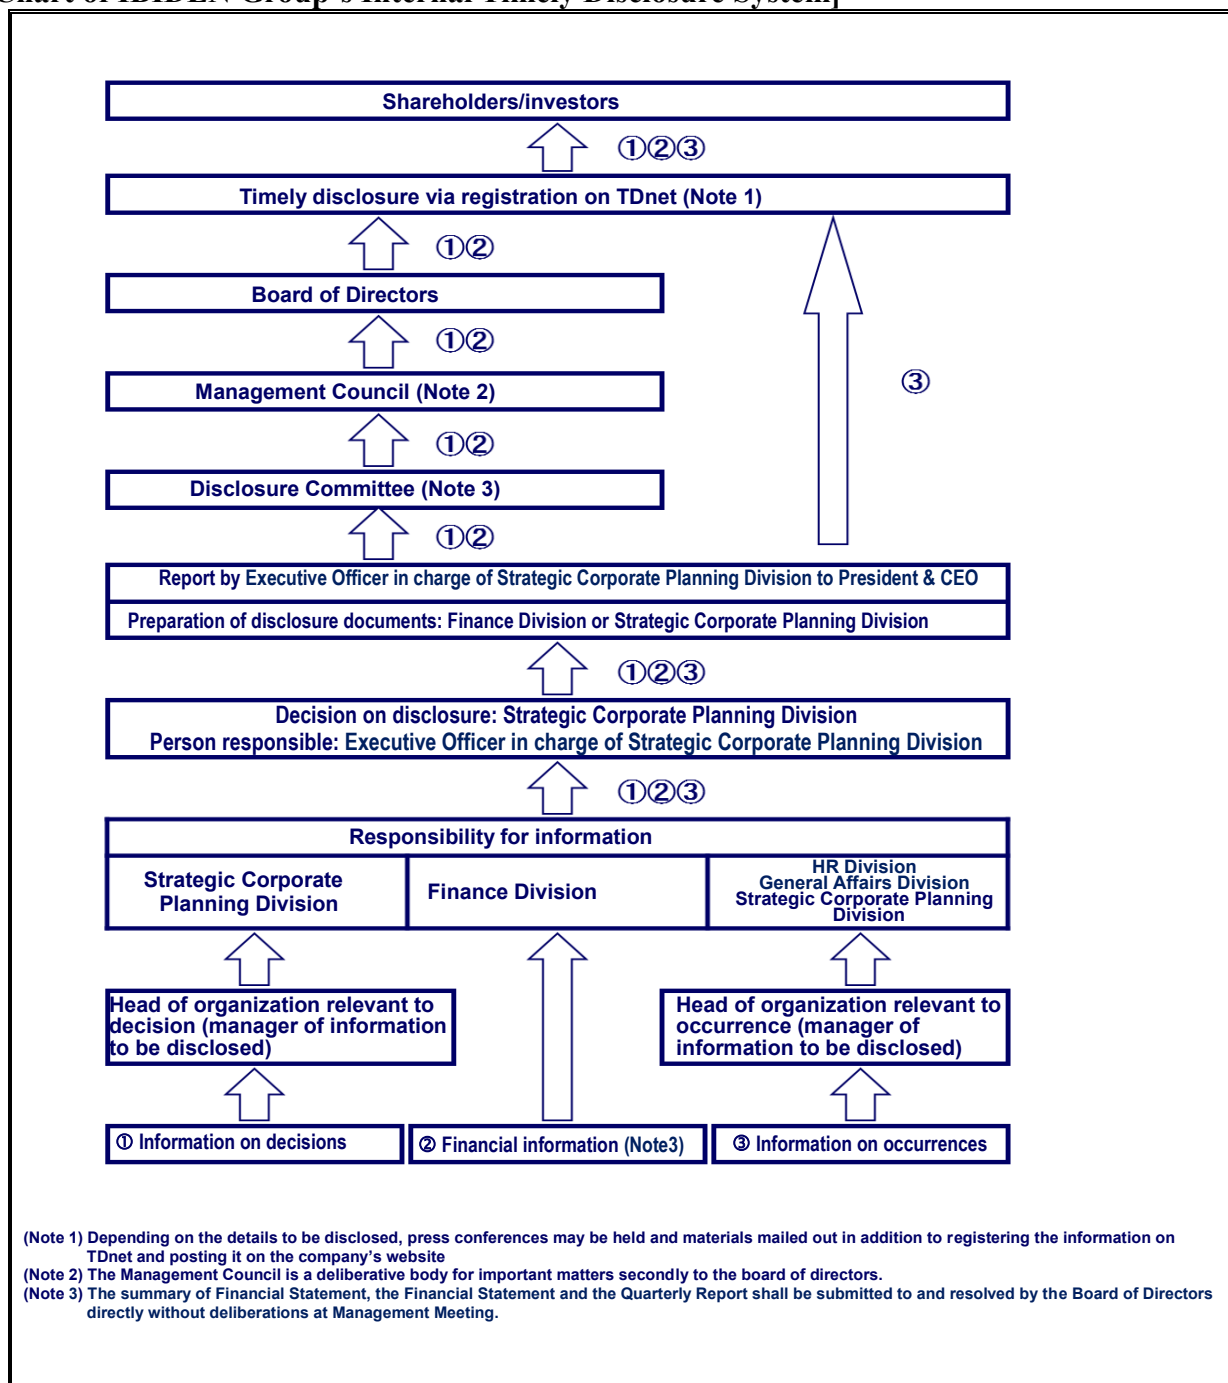 Chart of IBIDEN Group's Internal Timely Disclosure System]
Shareholders/investors
①②③
Timely disclosure via registration on TDnet (Note 1)
①②
Board of Directors
①②
Management Council (Note 2)
③
①②
Disclosure Committee (Note 3)
①②
Report by Executive Officer in charge of Strategic Corporate Planning Division to President & CEO
Preparation of disclosure documents: Finance Division or Strategic Corporate Planning Division
①②③
Decision on disclosure: Strategic Corporate Planning Division
Person responsible: Executive Officer in charge of Strategic Corporate Planning Division
①②③
Responsibility for information
Strategic Corporate
Planning Division
Finance Division
HR Division
General Affairs Division
Strategic Corporate Planning
Division
Head of organization relevant to
decision (manager of information
to be disclosed)
Head of organization relevant to
occurrence (manager of
information to be disclosed)
① Information on decisions
② Financial information (Note3)
③ Information on occurrences
(Note 1) Depending on the details to be disclosed, press conferences may be held and materials mailed out in addition to registering the information on
TDnet and posting it on the company's website
(Note 2) The Management Council is a deliberative body for important matters secondly to the board of directors.
(Note 3) The summary of Financial Statement, the Financial Statement and the Quarterly Report shall be submitted to and resolved by the Board of Directors
directly without deliberations at Management Meeting.